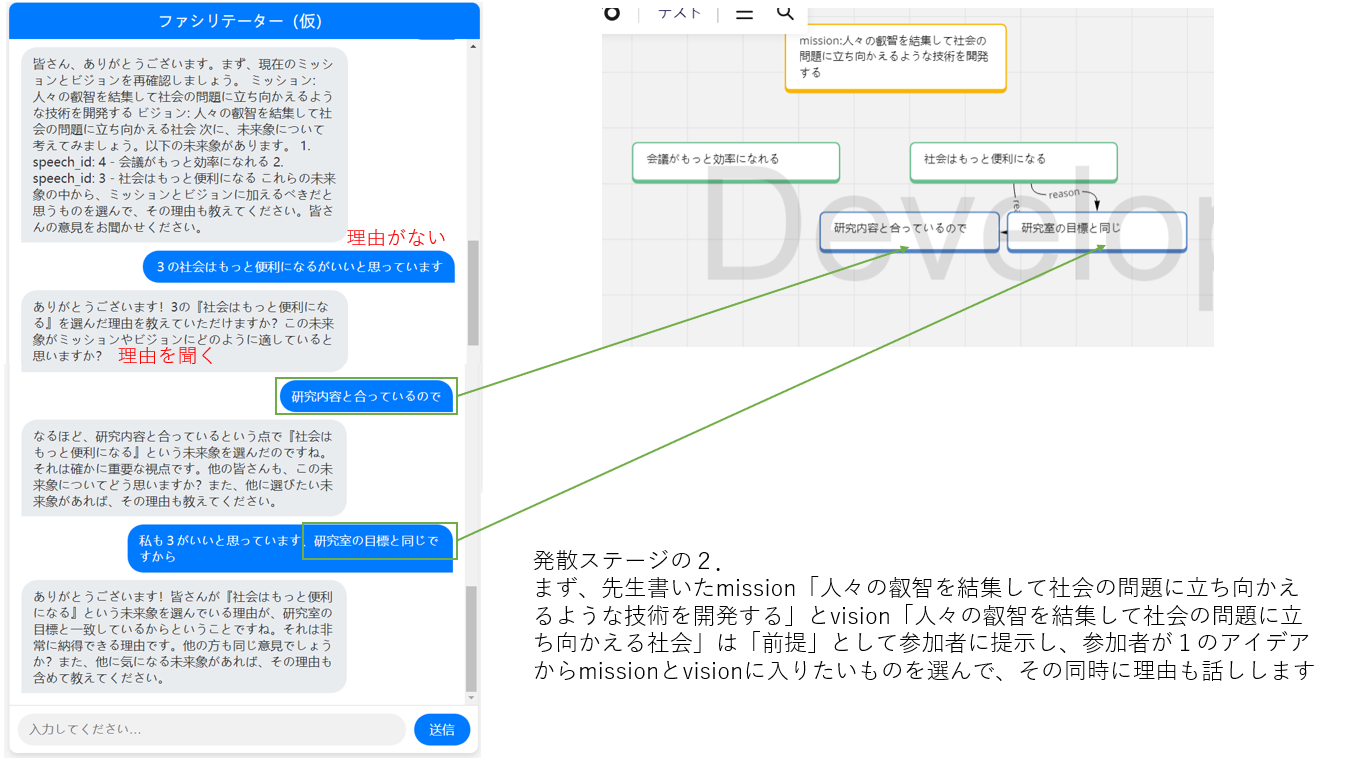 ファシリテーター（仮）
皆さん、ありがとうございます。まず、現在のミッシ
ョンとビジョンを再確認しましょう。 ミッション:
人々の叡智を結集して社会の問題に立ち向かえるよう
な技術を開発する ビジョン: 人々の叡智を結集して社
会の問題に立ち向かえる社会 次に、未来象について
考えてみましょう。以下の未来象があります。 1.
speech_id: 4 - 会議がもっと効率になれる 2.
speech_id: 3 - 社会はもっと便利になる これらの未来
象の中から、ミッションとビジョンに加えるべきだと
思うものを選んで、その理由も教えてください。皆さ
んの意見をお聞かせください。
理由がない
３の社会はもっと便利になるがいいと思っています
ありがとうございます！3の『社会はもっと便利にな
る』を選んだ理由を教えていただけますか？この未来
象がミッションやビジョンにどのように適していると
思いますか？
理由を聞く
研究内容と合っているので
なるほど、研究内容と合っているという点で『社会は
もっと便利になる』という未来象を選んだのですね。
それは確かに重要な視点です。他の皆さんも、この未
来象についてどう思いますか？また、他に選びたい未
来象があれば、その理由も教えてください。
私も３がいいと思っています、研究室の目標と同じで
すから
ありがとうございます！皆さんが『社会はもっと便利
になる』という未来象を選んでいる理由が、研究室の
目標と一致しているからということですね。それは非
常に納得できる理由です。他の方も同じ意見でしょう
か？また、他に気になる未来象があれば、その理由も
含めて教えてください。
入力してください...
送信
テスト
mission:人々の叡智を結集して社会の
問題に立ち向かえるような技術を開発
する
会議がもっと効率になれる
社会はもっと便利になる
reason
研究内容と合っているので
研究室の目標と同じ
Develop
発散ステージの２.
まず、先生書いたmission「人々の叡智を結集して社会の問題に立ち向かえ
るような技術を開発する」とvision「人々の叡智を結集して社会の問題に立
ち向かえる社会」は「前提」として参加者に提示し、参加者が１のアイデア
からmissionとvisionに入りたいものを選んで、その同時に理由も話しします